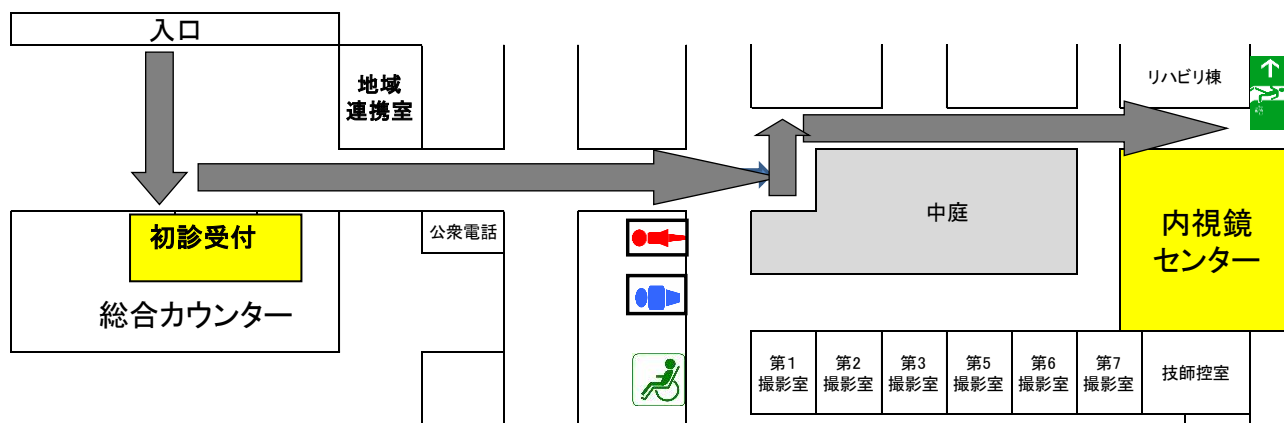 入口
地域
連携室
リハビリ棟
初診受付
公衆電話
中庭
内視鏡
センター
総合カウンター
第1
撮影室
第2
撮影室
第3
撮影室
第5
撮影室
第6
撮影室
第7
撮影室
技師控室